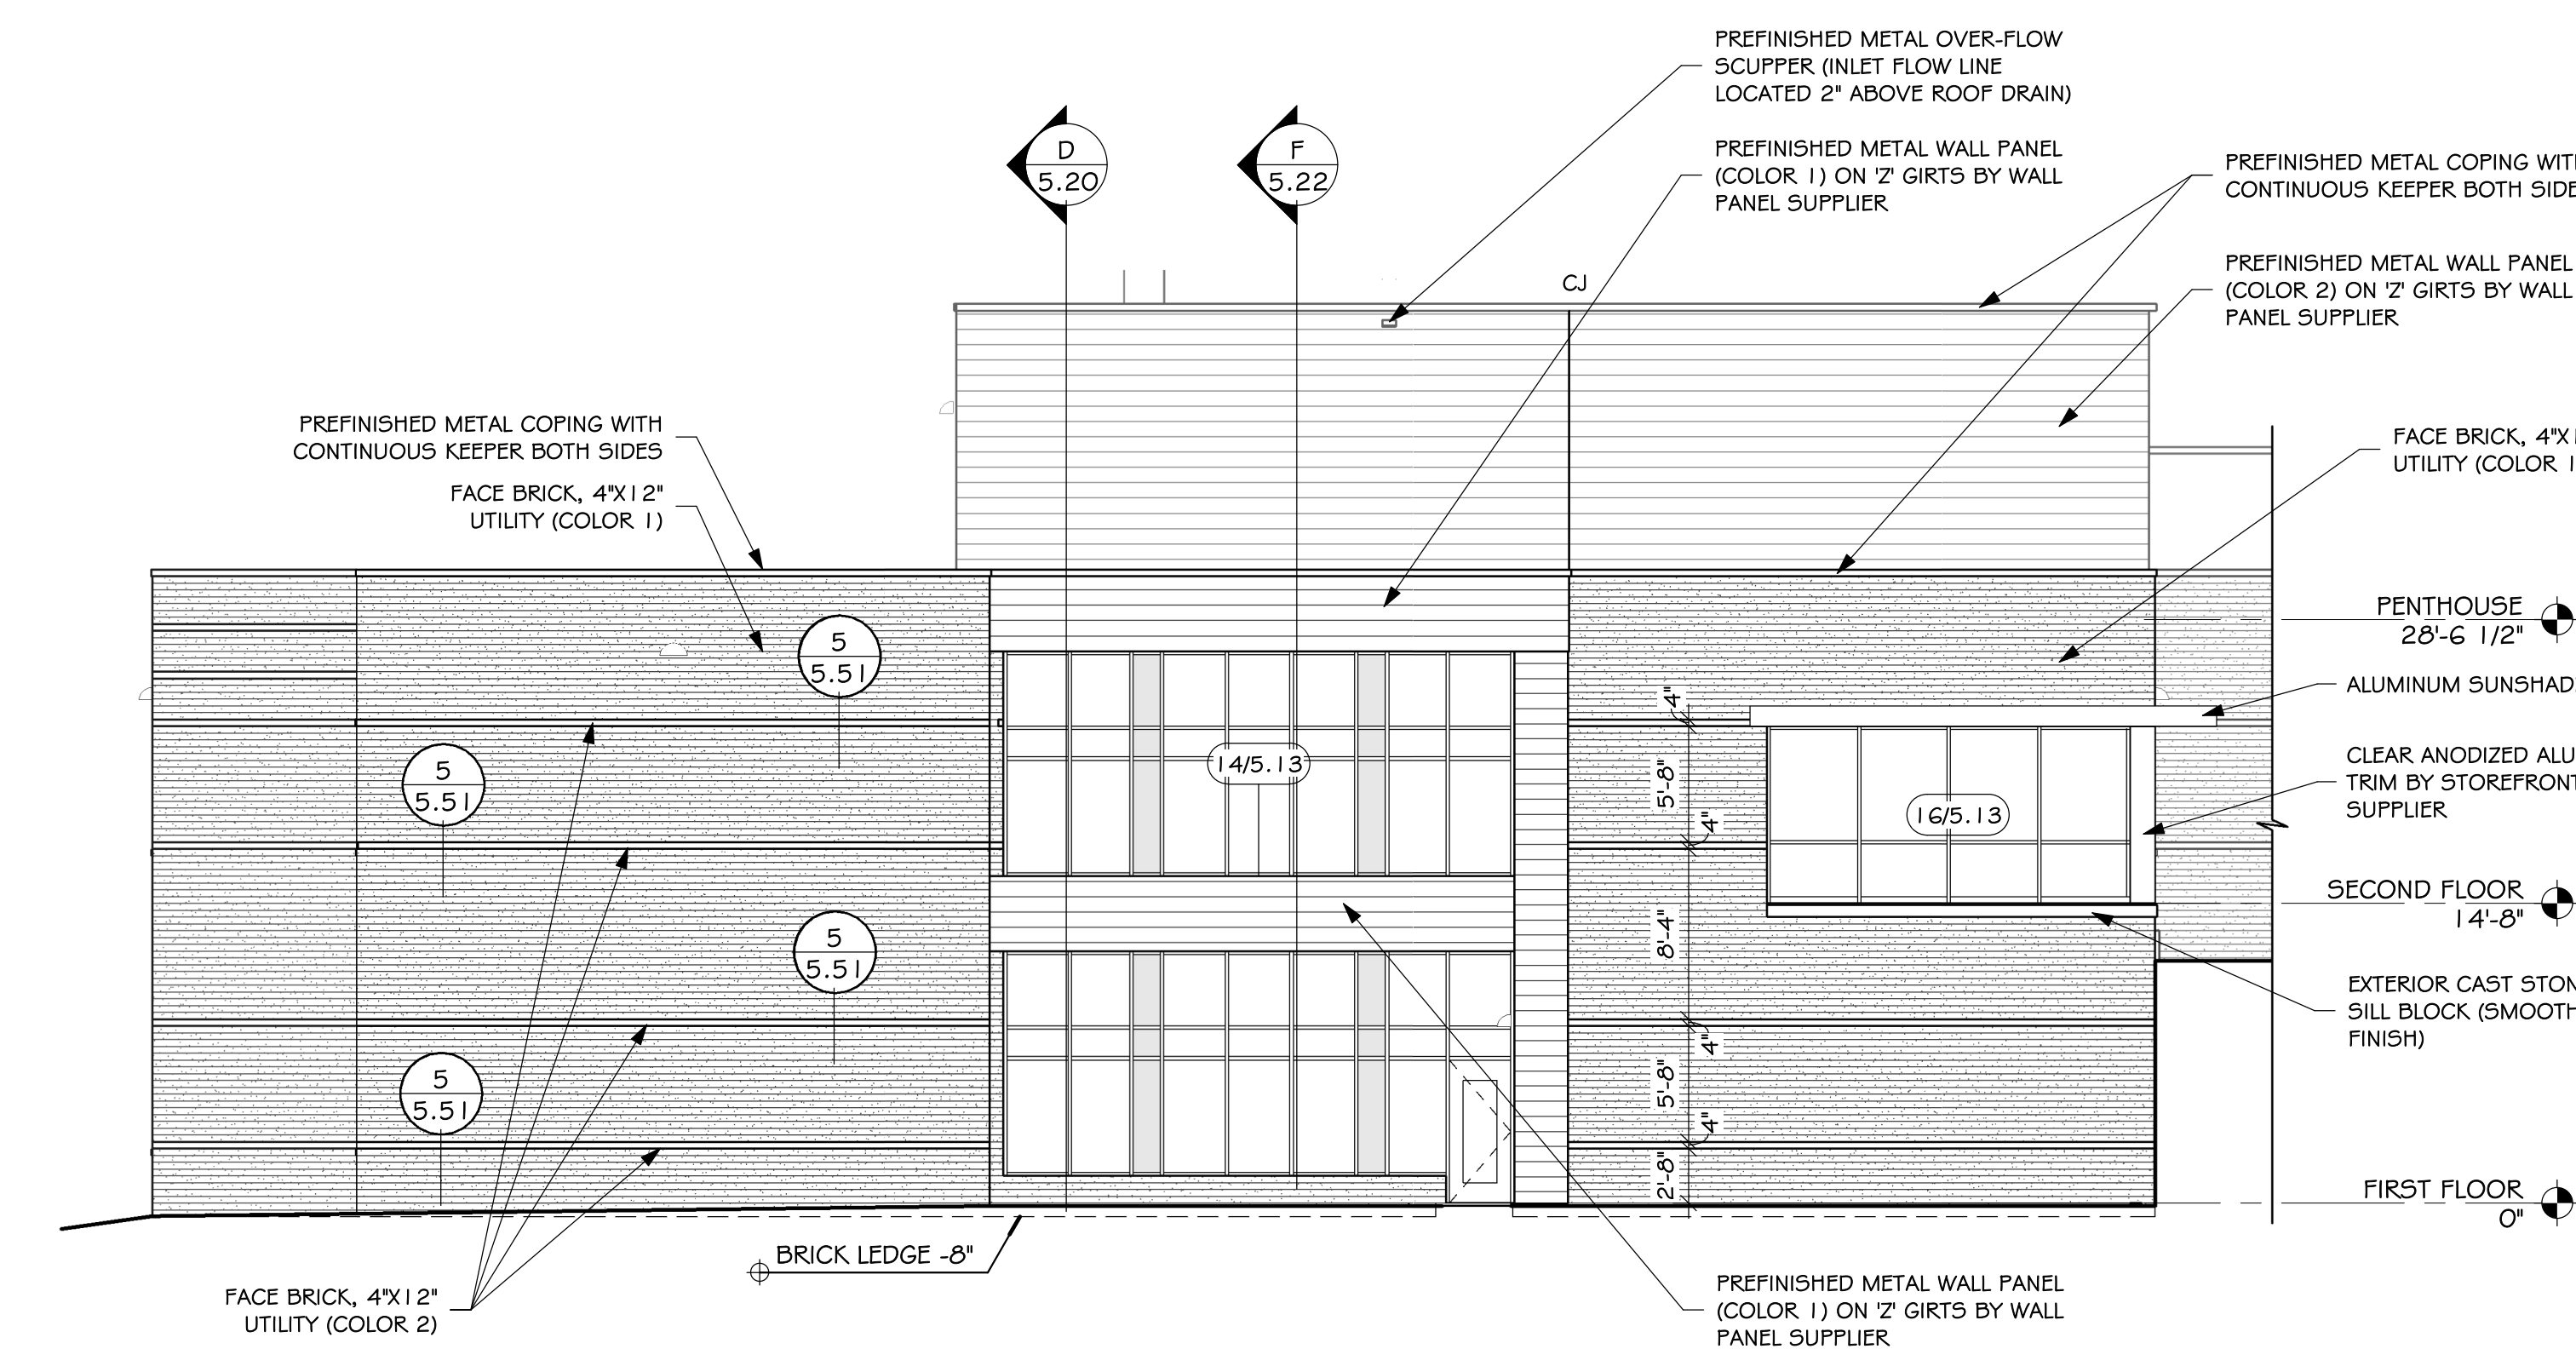 PREFINISHED METAL OVER-FLOW
SCUPPER (INLET FLOW LINE
LOCATED 2" ABOVE ROOF DRAIN)
D
5.20
F
5.22
PREFINISHED METAL WALL PANEL
(COLOR 1) ON 'Z' GIRTS BY WALL
PANEL SUPPLIER
PREFINISHED METAL COPING WITH
CONTINUOUS KEEPER BOTH SIDE
PREFINISHED METAL WALL PANEL
(COLOR 2) ON 'Z' GIRTS BY WALL
PANEL SUPPLIER
CJ
PREFINISHED METAL COPING WITH
CONTINUOUS KEEPER BOTH SIDES
FACE BRICK, 4"X12"
UTILITY (COLOR 1)
FACE BRICK, 4"X1
UTILITY (COLOR 1
PENTHOUSE
28'-6 1/2"
5
5.51
ALUMINUM SUNSHAD
4"
5
5.51
14/5.13
5'-8"
16/5.13
CLEAR ANODIZED ALU
TRIM BY STOREFRONT
SUPPLIER
4"
SECOND FLOOR
14'-8"
5
5.51
8'-4"
EXTERIOR CAST STON
SILL BLOCK (SMOOTH
FINISH)
4"
5
5.51
5'-8"
4"
2'-8"
FIRST FLOOR
0"
BRICK LEDGE -8"
FACE BRICK, 4"X12"
UTILITY (COLOR 2)
PREFINISHED METAL WALL PANEL
(COLOR 1) ON 'Z' GIRTS BY WALL
PANEL SUPPLIER